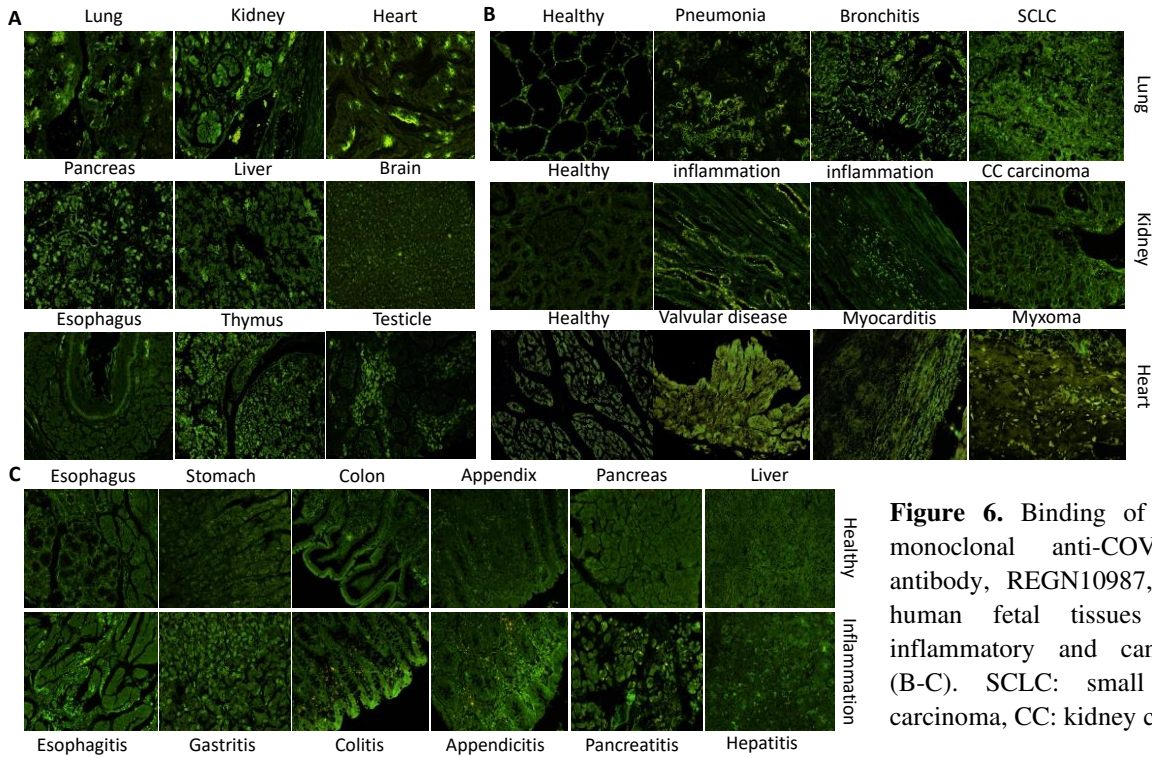 A
Lung Kidney Heart
Pancreas Liver Brain
Esophagus Thymus Testicle
B
Healthy Pneumonia Bronchitis SCLC
Lung
Healthy inflammation inflammation CC carcinoma
Kidney
Healthy Valvular disease Myocarditis Myxoma
Heart
C
Esophagus Stomach Colon Appendix Pancreas Liver
Healthy
Inflammation
Esophagitis Gastritis Colitis Appendicitis Pancreatitis Hepatitis
Figure 6. Binding of
monoclonal anti-COV
antibody, REGN10987,
human fetal tissues
inflammatory and can
(B-C). SCLC: small
carcinoma, CC: kidney c